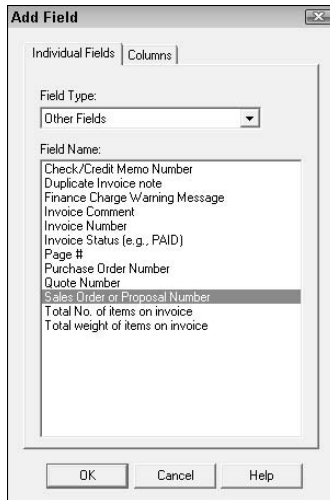 Add Field
Individual Fields Columns
Field Type:
Other Fields
Field Name:
Check/Credit Memo Number
Duplicate Invoice note
Finance Charge Warning Message
Invoice Comment
Invoice Number
Invoice Status (e.g., PAID)
Page #
Purchase Order Number
Quote Number
Sales Order or Proposal Number
Total No. of items on invoice
Total weight of items on invoice
OK Cancel Help